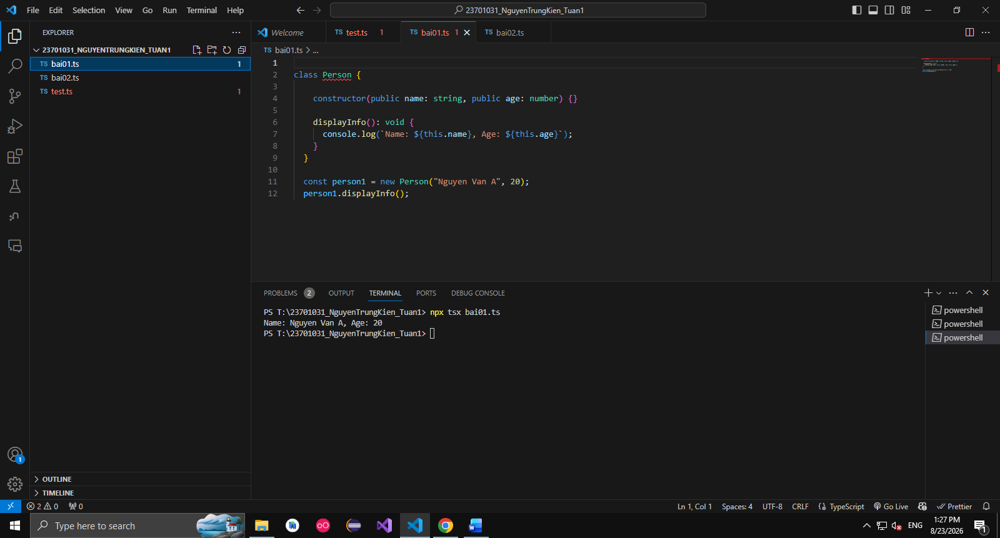 File Edit Selection View Go Run Terminal Help
23701031_NguyenTrungKien_Tuan1
EXPLORER
23701031_NGUYENTRUNGKIEN_TUAN1
TS bai01.ts 1
TS bai02.ts
TS test.ts 1
OUTLINE
TIMELINE
Welcome
TS test.ts 1
TS bai01.ts 1
TS bai02.ts
TS bai01.ts > ...
1
2 class Person {
3
4 constructor(public name: string, public age: number) {}
5
6 displayInfo(): void {
7 console.log(`Name: ${this.name}, Age: ${this.age}`);
8 }
9 }
10
11 const person1 = new Person("Nguyen Van A", 20);
12 person1.displayInfo();
PROBLEMS 2 OUTPUT TERMINAL PORTS DEBUG CONSOLE
PS T:\23701031_NguyenTrungKien_Tuan1> npx tsx bai01.ts
Name: Nguyen Van A, Age: 20
PS T:\23701031_NguyenTrungKien_Tuan1>
powershell
powershell
powershell
1
2 0 0
Ln 1, Col 1 Spaces: 4 UTF-8 CRLF {} TypeScript Go Live Prettier
Type here to search
ENG
1:27 PM
8/23/2026
1